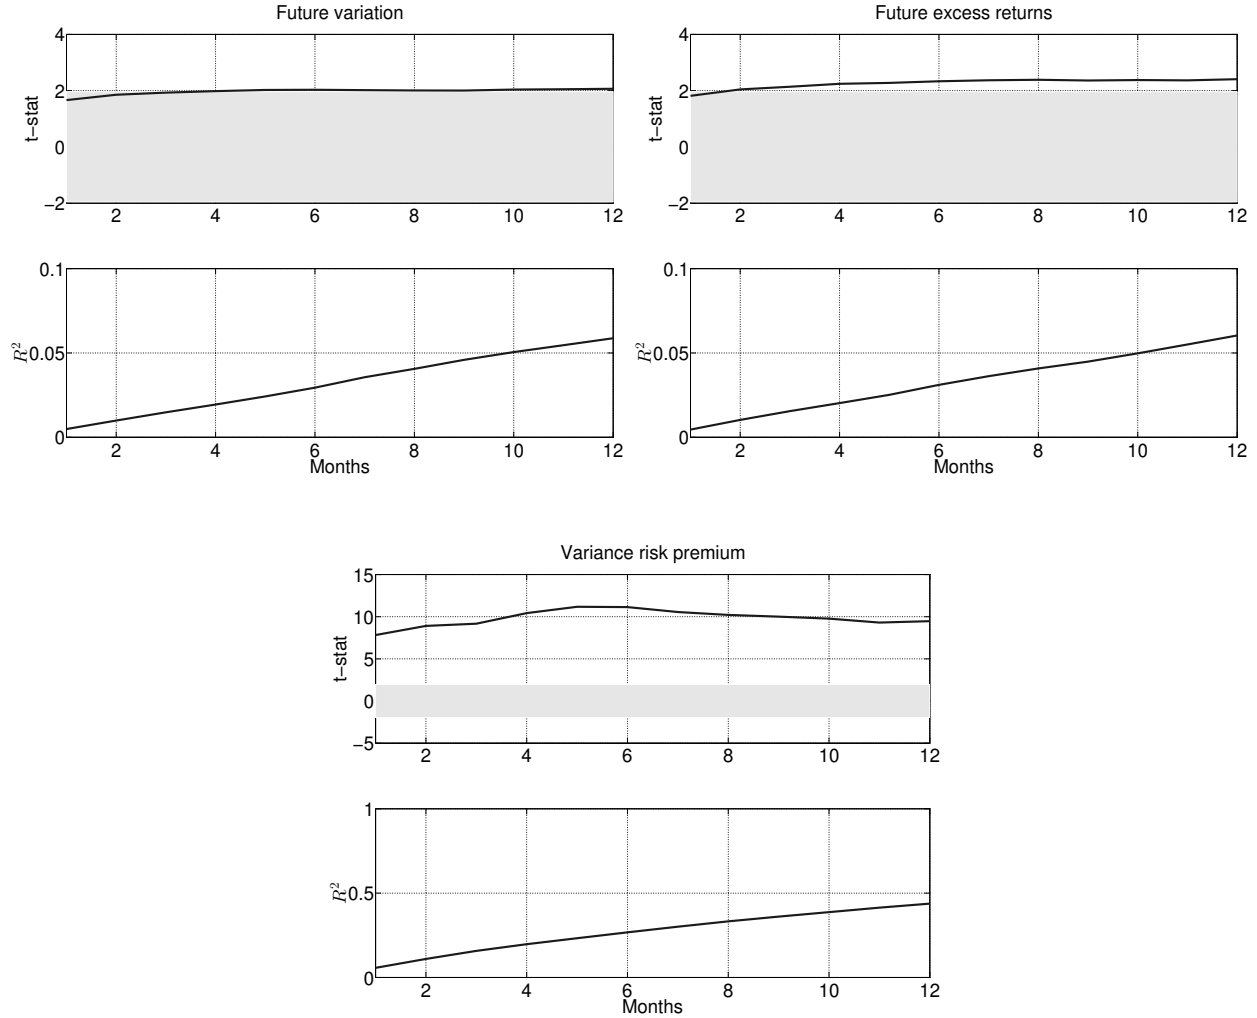 Future variation
4
2
0
−2
t−stat
2 4 6 8 10 12
0.1
0.05
0
R²
2 4 6 8 10 12
Months
Future excess returns
4
2
0
−2
t−stat
2 4 6 8 10 12
0.1
0.05
0
R²
2 4 6 8 10 12
Months
Variance risk premium
15
10
5
0
−5
t−stat
2 4 6 8 10 12
1
0.5
0
R²
2 4 6 8 10 12
Months